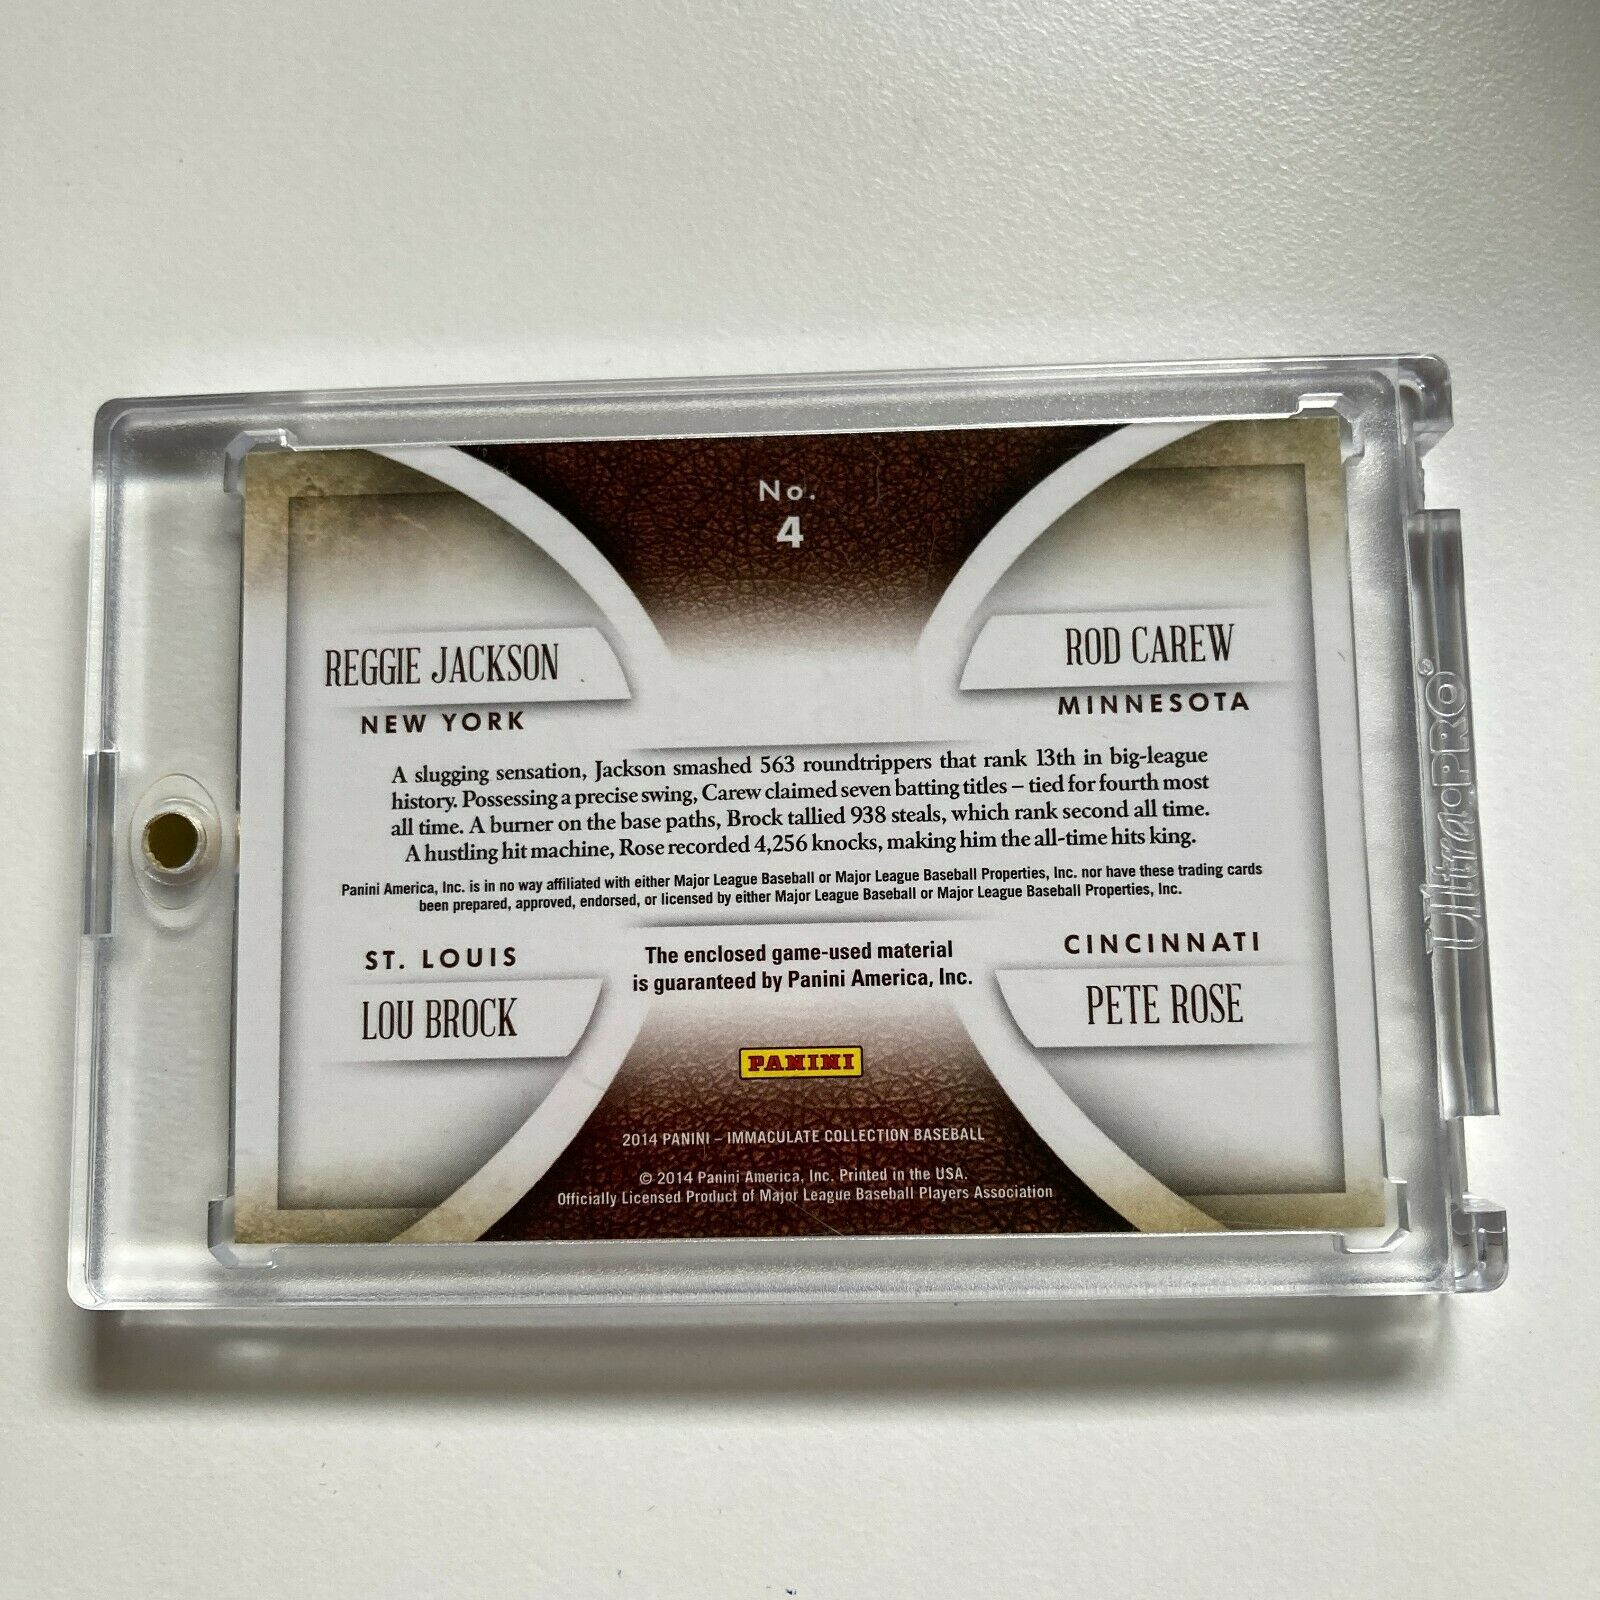 No.
4
REGGIE JACKSON
NEW YORK
ROD CAREW
MINNESOTA
A slugging sensation, Jackson smashed 563 roundtrippers that rank 13th in big-league
history. Possessing a precise swing, Carew claimed seven batting titles – tied for fourth most
all time. A burner on the base paths, Brock tallied 938 steals, which rank second all time.
A hustling hit machine, Rose recorded 4,256 knocks, making him the all-time hits king.
Panini America, Inc. is in no way affiliated with either Major League Baseball or Major League Baseball Properties, Inc. nor have these trading cards
been prepared, approved, endorsed, or licensed by either Major League Baseball or Major League Baseball Properties, Inc.
ST. LOUIS
LOU BROCK
The enclosed game-used material
is guaranteed by Panini America, Inc.
CINCINNATI
PETE ROSE
PANINI
2014 PANINI – IMMACULATE COLLECTION BASEBALL
© 2014 Panini America, Inc. Printed in the USA.
Officially Licensed Product of Major League Baseball Players Association
Ultra•PRO®